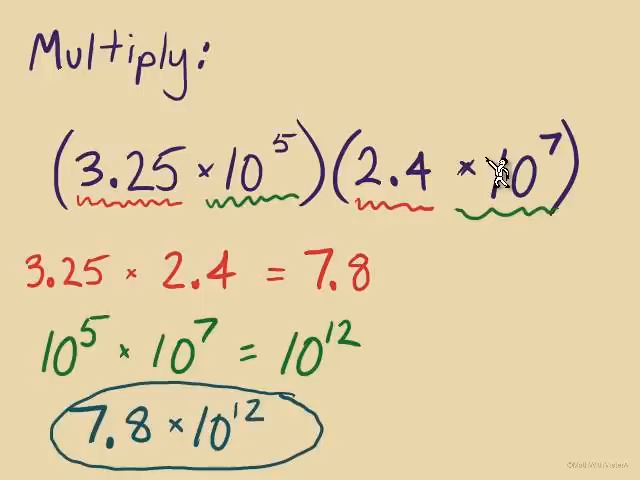 Multiply:
(3.25 × 10⁵)(2.4 × 10⁷)
3.25 × 2.4 = 7.8
10⁵ × 10⁷ = 10¹²
7.8 × 10¹²